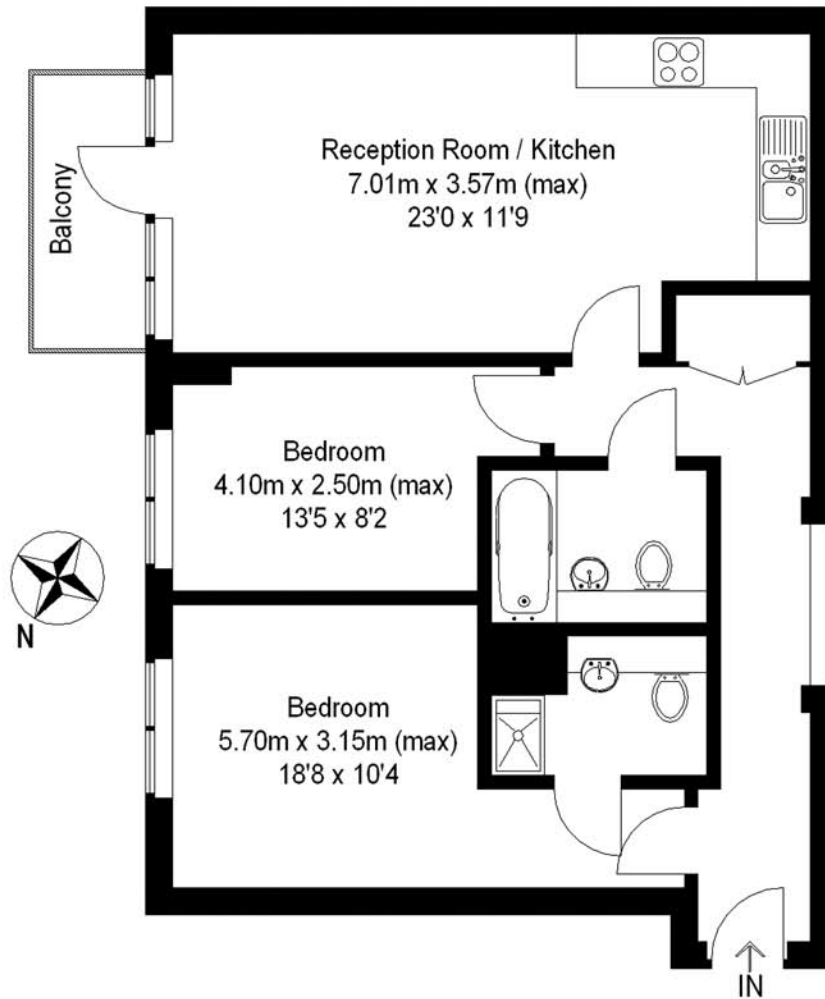 Reception Room / Kitchen
7.01m x 3.57m (max)
23'0 x 11'9
Balcony
Bedroom
4.10m x 2.50m (max)
13'5 x 8'2
N
Bedroom
5.70m x 3.15m (max)
18'8 x 10'4
IN